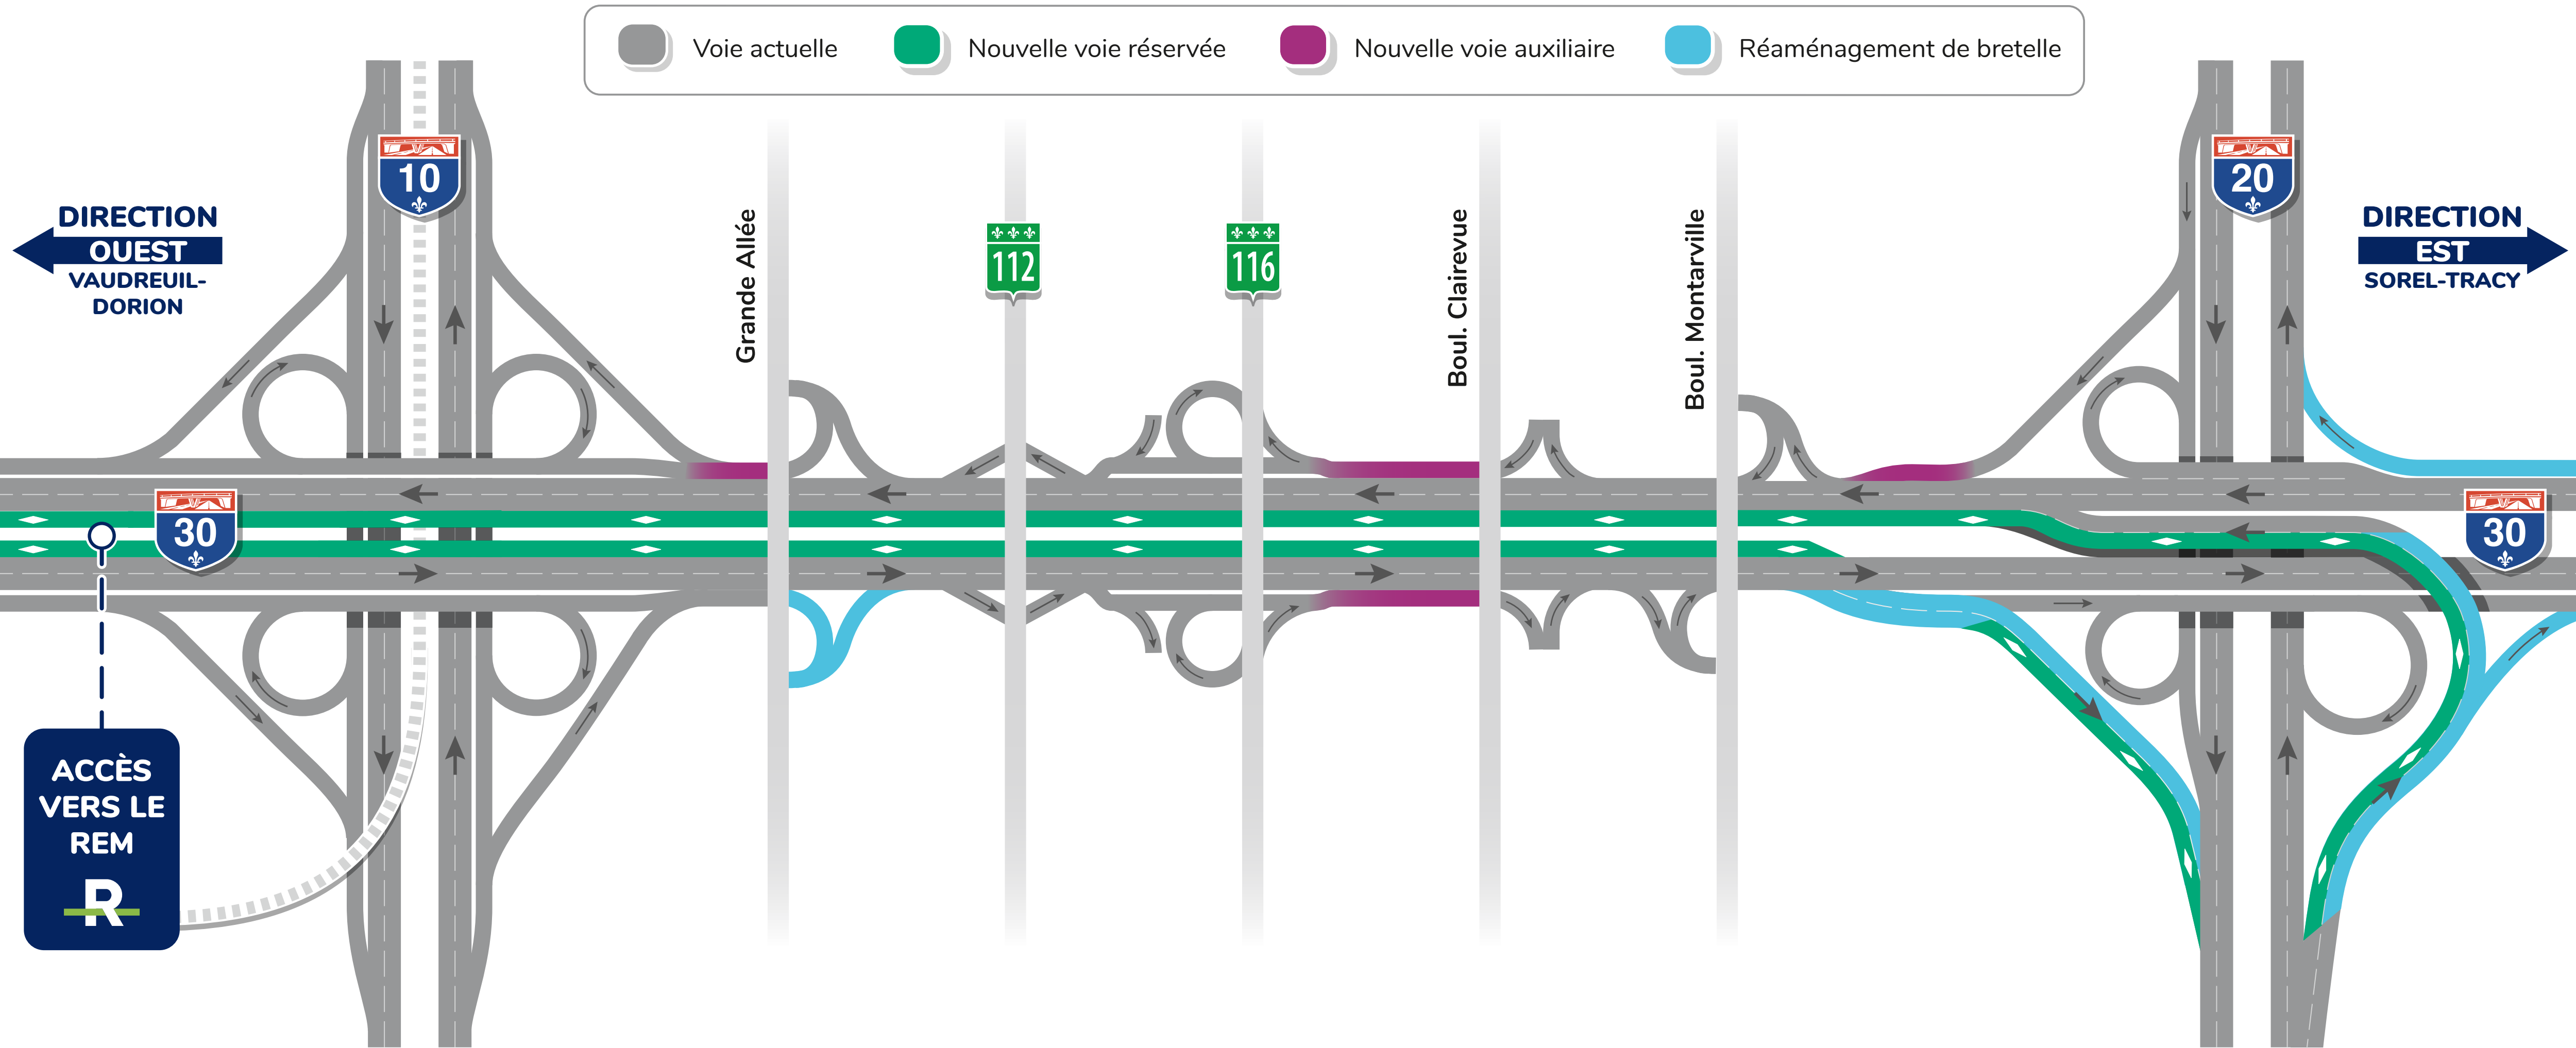 Voie actuelle
Nouvelle voie réservée
Nouvelle voie auxiliaire
Réaménagement de bretelle
10
20
DIRECTION
OUEST
VAUDREUIL-
DORION
DIRECTION
EST
SOREL-TRACY
Grande Allée
112
116
Boul. Clairevue
Boul. Montarville
30
30
ACCÈS
VERS LE
REM
R